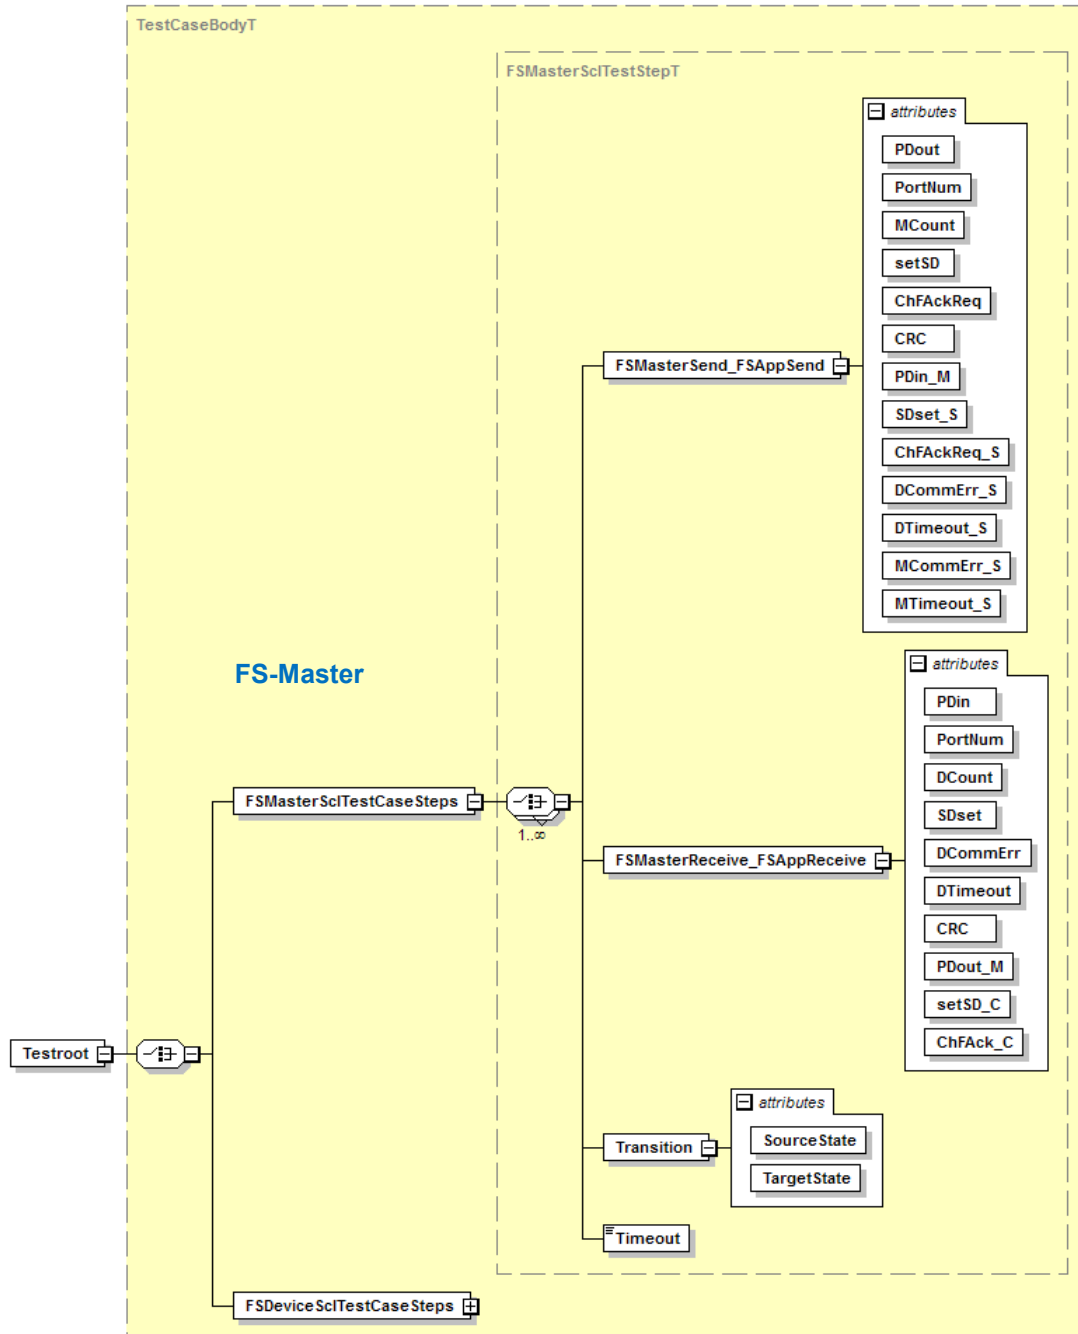 TestCaseBodyT
FSMasterSclTestStepT
attributes
PDout
PortNum
MCount
setSD
ChFAckReq
CRC
FSMasterSend_FSAppSend
PDin_M
SDset_S
ChFAckReq_S
DCommErr_S
DTimeout_S
MCommErr_S
MTimeout_S
FS-Master
attributes
PDin
PortNum
DCount
FSMasterSclTestCaseSteps
1..∞
SDset
DCommErr
FSMasterReceive_FSAppReceive
DTimeout
CRC
PDout_M
setSD_C
ChFAck_C
Testroot
attributes
SourceState
Transition
TargetState
Timeout
FSDeviceSclTestCaseSteps